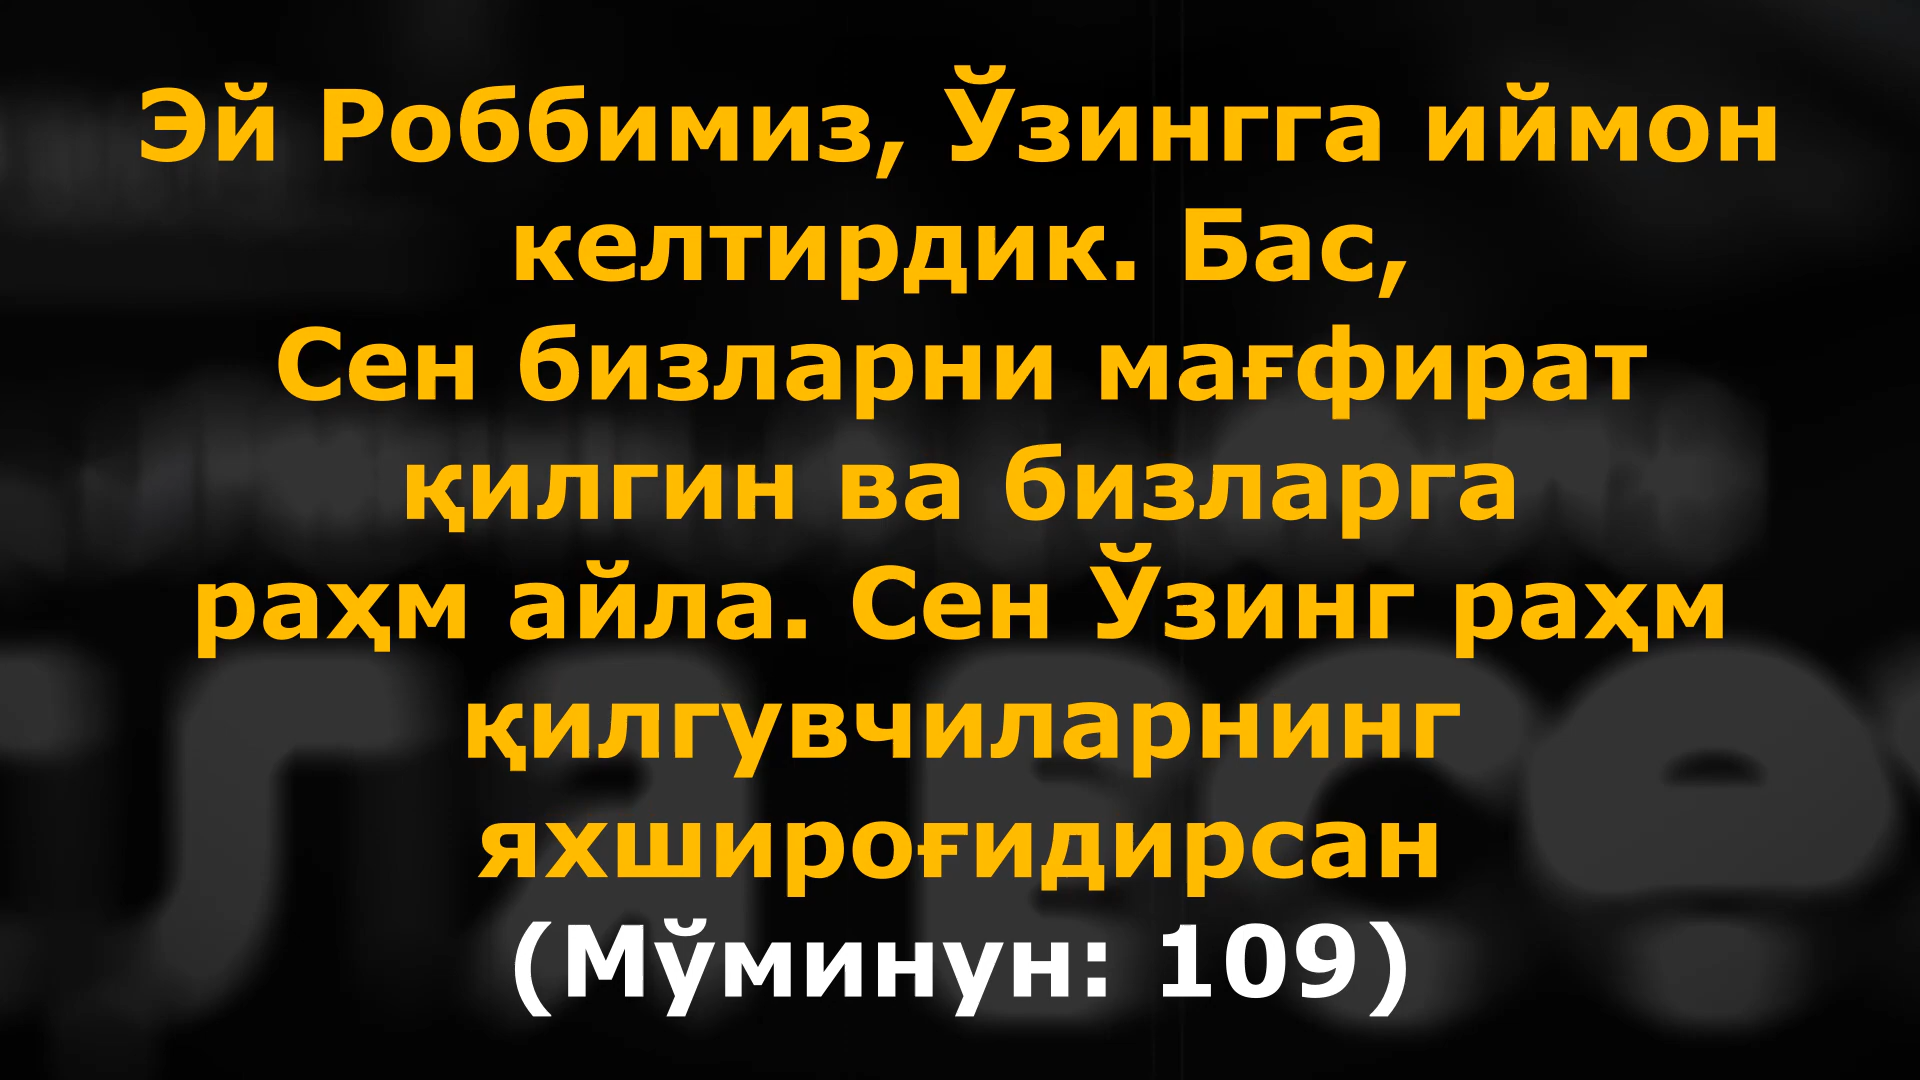 Эй Роббимиз, Ўзингга иймон
келтирдик. Бас,
Сен бизларни мағфират
қилгин ва бизларга
раҳм айла. Сен Ўзинг раҳм
қилгувчиларнинг
яхшироғидирсан
(Мўминун: 109)